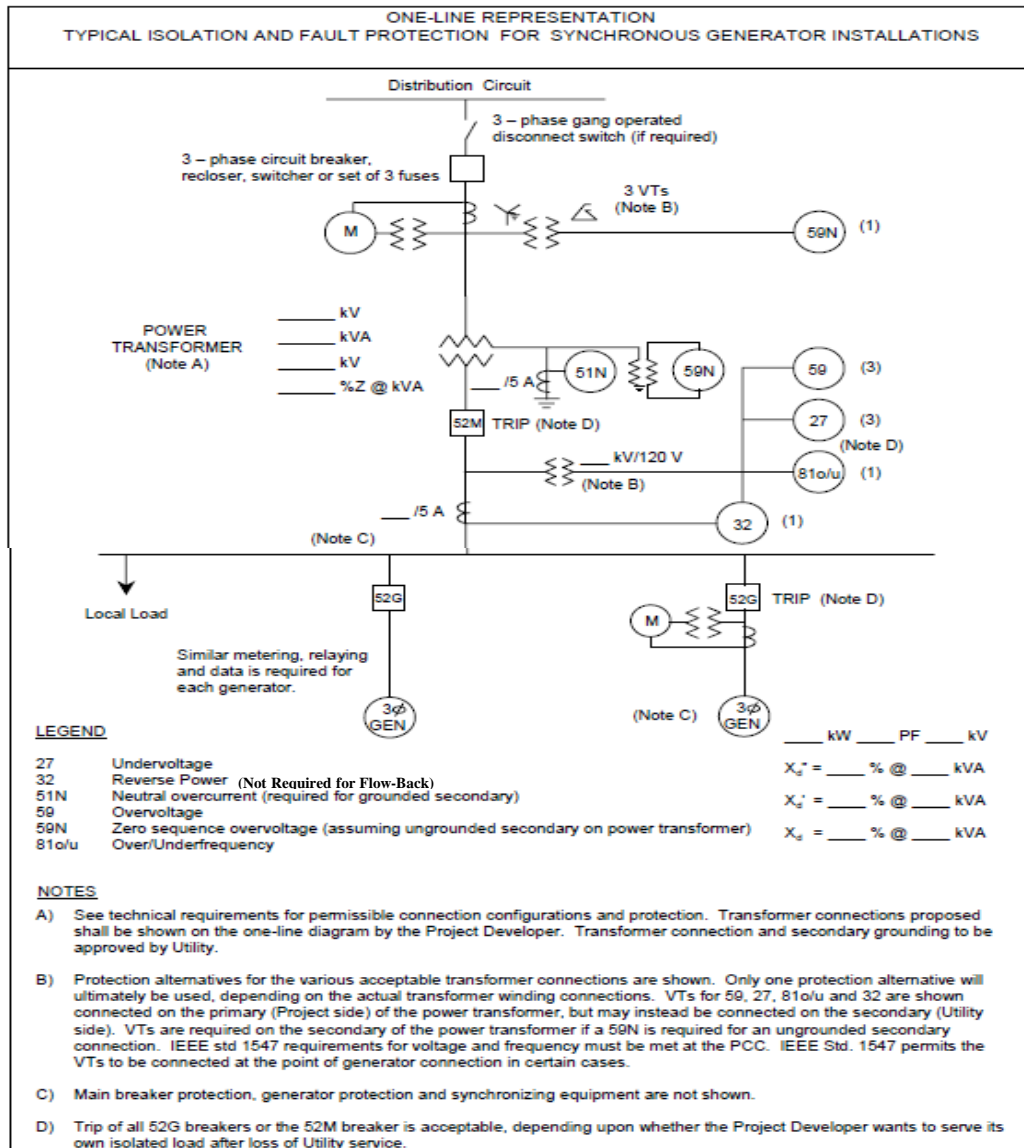 ONE-LINE REPRESENTATION
TYPICAL ISOLATION AND FAULT PROTECTION FOR SYNCHRONOUS GENERATOR INSTALLATIONS
Distribution Circuit
3 – phase gang operated
disconnect switch (if required)
3 – phase circuit breaker,
recloser, switcher or set of 3 fuses
3 VTs
(Note B)
M
59N
(1)
POWER
TRANSFORMER
(Note A)
_____ kV
_____ kVA
_____ kV
_____ %Z @ kVA
___ /5 A
51N
59N
59
(3)
27
(3)
(Note D)
52M
TRIP (Note D)
___ kV/120 V
(Note B)
81o/u
(1)
___ /5 A
32
(1)
(Note C)
Local Load
52G
52G
TRIP (Note D)
M
Similar metering, relaying
and data is required for
each generator.
3ϕ
GEN
(Note C)
3ϕ
GEN
____ kW ____ PF ____ kV
Xd" = ____ % @ ____ kVA
Xd' = ____ % @ ____ kVA
Xd = ____ % @ ____ kVA
LEGEND
27 Undervoltage
32 Reverse Power (Not Required for Flow-Back)
51N Neutral overcurrent (required for grounded secondary)
59 Overvoltage
59N Zero sequence overvoltage (assuming ungrounded secondary on power transformer)
81o/u Over/Underfrequency
NOTES
A) See technical requirements for permissible connection configurations and protection. Transformer connections proposed
shall be shown on the one-line diagram by the Project Developer. Transformer connection and secondary grounding to be
approved by Utility.
B) Protection alternatives for the various acceptable transformer connections are shown. Only one protection alternative will
ultimately be used, depending on the actual transformer winding connections. VTs for 59, 27, 81o/u and 32 are shown
connected on the primary (Project side) of the power transformer, but may instead be connected on the secondary (Utility
side). VTs are required on the secondary of the power transformer if a 59N is required for an ungrounded secondary
connection. IEEE std 1547 requirements for voltage and frequency must be met at the PCC. IEEE Std. 1547 permits the
VTs to be connected at the point of generator connection in certain cases.
C) Main breaker protection, generator protection and synchronizing equipment are not shown.
D) Trip of all 52G breakers or the 52M breaker is acceptable, depending upon whether the Project Developer wants to serve its
own isolated load after loss of Utility service.